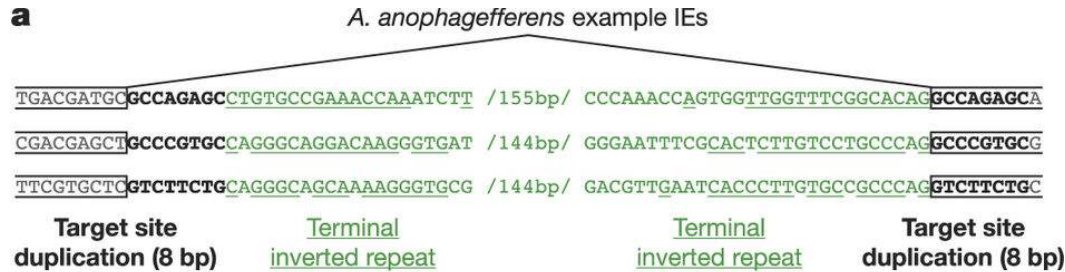 a
A. anophagefferens example IEs
TGACGATGCGCCAGAGCCTGTGCCGAAACCAAATCTT /155bp/ CCCAAACCAGTGGTTGGTTTCGGCACAGGCCAGAGCA
CGACGAGCTGCCCGTGCCAGGGCAGGACAAGGGTGAT /144bp/ GGGAATTTCGCACTCTTGTCCTGCCCAGGCCCGTGCG
TTCGTGCTCGTCTTCTGCAGGGCAGCAAAAGGGTGCG /144bp/ GACGTTGAATCACCCTTGTGCCGCCCAGGTCTTCTGC
Target site Terminal Terminal Target site
duplication (8 bp) inverted repeat inverted repeat duplication (8 bp)